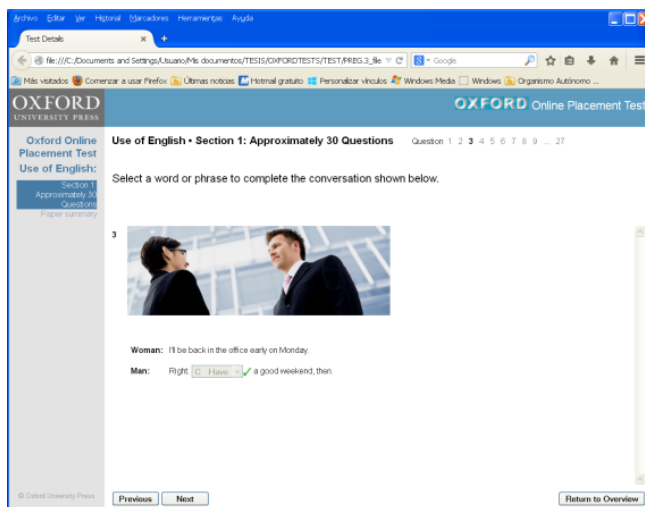 Archivo Editar Ver Historial Marcadores Herramientas Ayuda
Test Details × +
file:///C:/Documents and Settings/Usuario/Mis documentos/TESIS/OXFORDTESTS/TEST/PREG.3_file Google
Más visitados Comenzar a usar Firefox Últimas noticias Hotmail gratuito Personalizar vínculos Windows Media Windows Organismo Autónomo ...
OXFORD
UNIVERSITY PRESS
OXFORD Online Placement Test
Oxford Online
Placement Test
Use of English:
Section 1:
Approximately 30
Questions
Paper summary
Use of English • Section 1: Approximately 30 Questions Question 1 2 3 4 5 6 7 8 9 ... 27
Select a word or phrase to complete the conversation shown below.
3
Woman: I'll be back in the office early on Monday.
Man: Right. C Have a good weekend, then.
© Oxford University Press
Previous Next Return to Overview